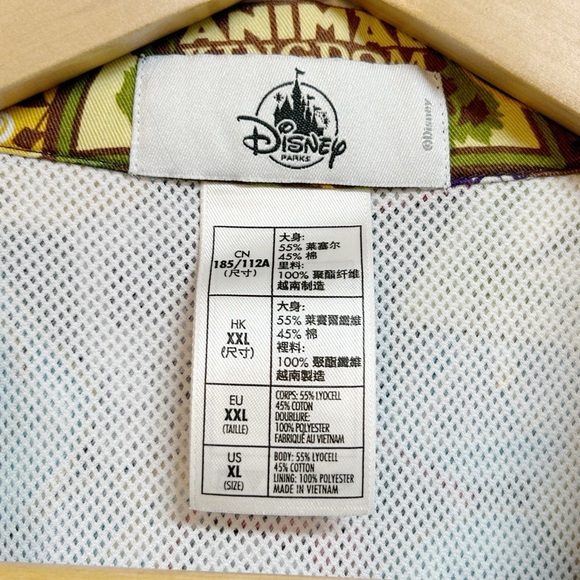 ANIMAL
KINGDOM
Disney
PARKS
©Disney
CN
185/112A
(尺寸)
大身:
55% 莱塞尔
45% 棉
里料:
100% 聚酯纤维
越南制造
HK
XXL
(尺寸)
大身:
55% 萊賽爾纖維
45% 棉
裡料:
100% 聚酯纖維
越南製造
EU
XXL
(TAILLE)
CORPS: 55% LYOCELL
45% COTON
DOUBLURE:
100% POLYESTER
FABRIQUÉ AU VIETNAM
US
XL
(SIZE)
BODY: 55% LYOCELL
45% COTTON
LINING: 100% POLYESTER
MADE IN VIETNAM